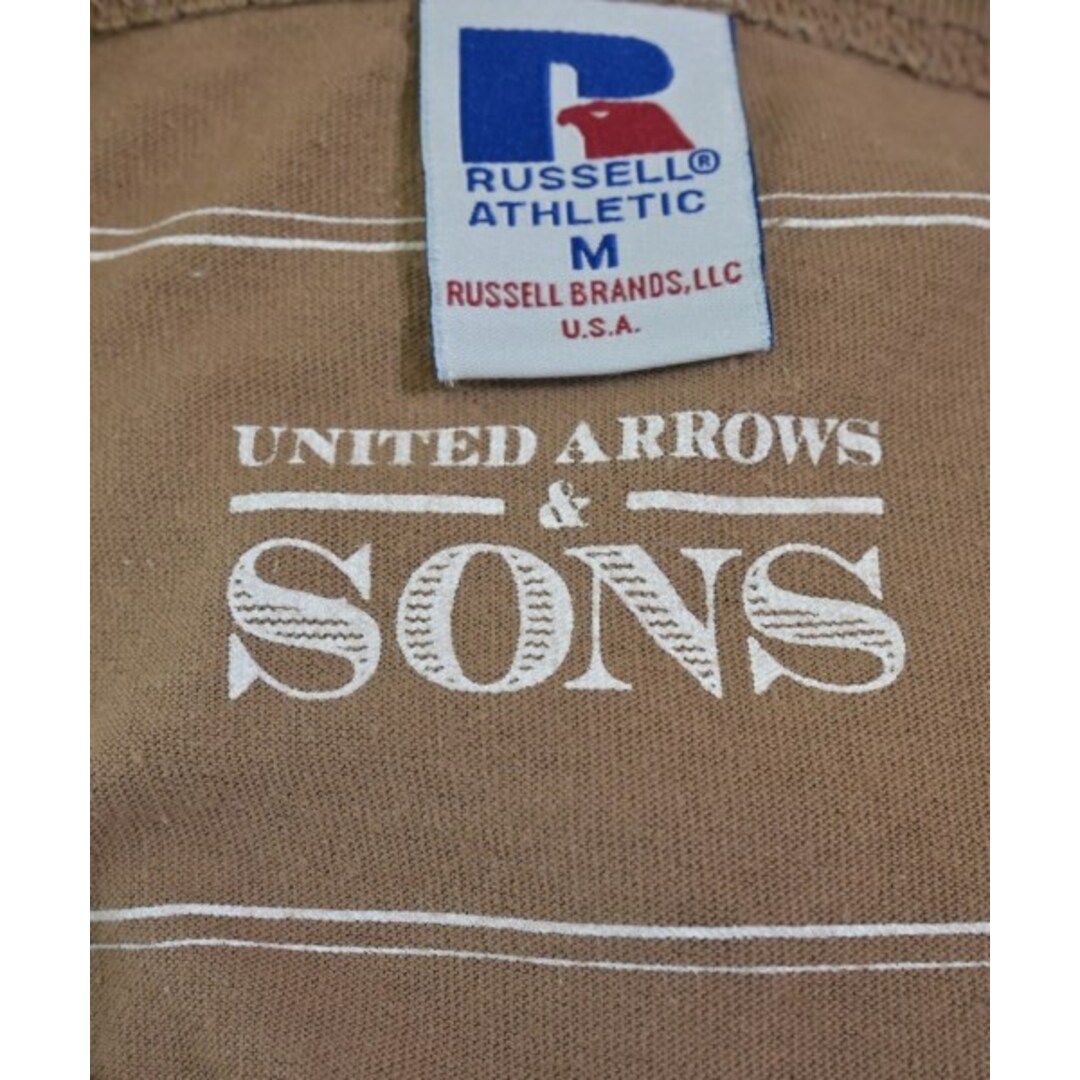 R
RUSSELL®
ATHLETIC
M
RUSSELL BRANDS, LLC
U.S.A.
UNITED ARROWS
&
SONS